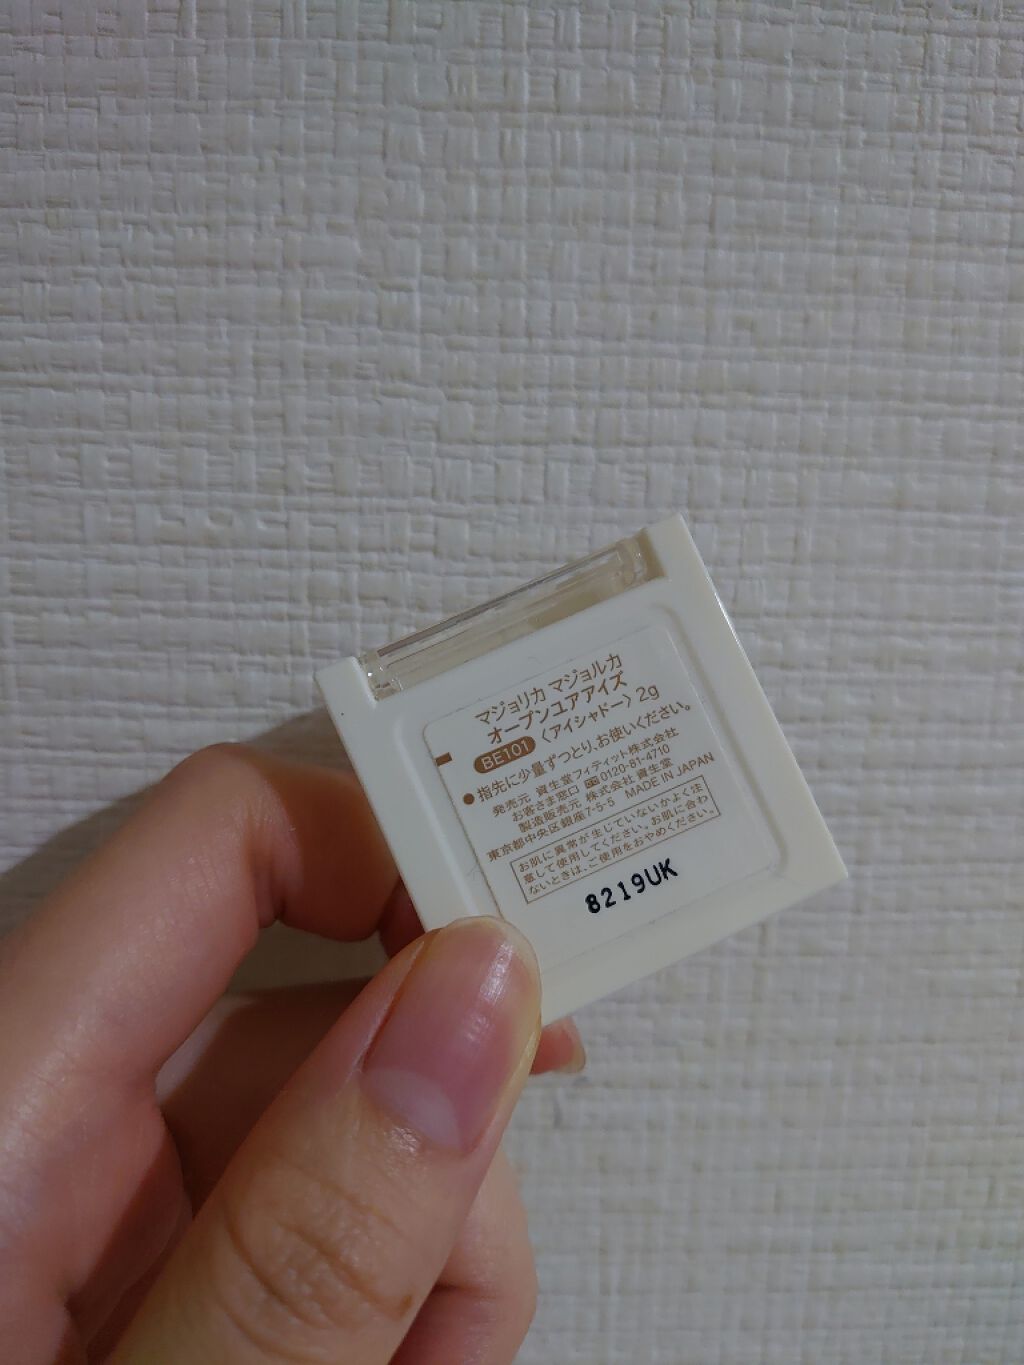 マジョリカ マジョルカ
オープンユアアイズ
BE101 〈アイシャドー〉 2g
●指先に少量ずつとり、お使いください。
発売元 資生堂フィティット株式会社
お客さま窓口 0120-81-4710
製造販売元 株式会社 資生堂
東京都中央区銀座7-5-5 MADE IN JAPAN
お肌に異常が生じていないかよく注
意して使用してください。お肌に合わ
ないときは、ご使用をおやめください。
8219UK